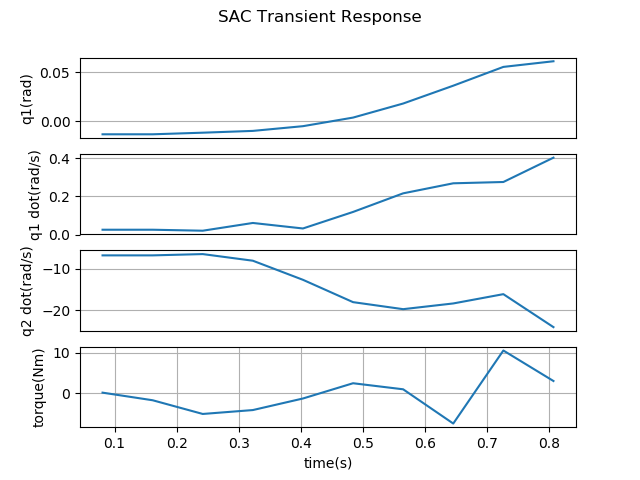 SAC Transient Response
0.05
0.00
q1(rad)
0.4
0.2
0.0
q1 dot(rad/s)
−10
−20
q2 dot(rad/s)
10
0
torque(Nm)
0.1 0.2 0.3 0.4 0.5 0.6 0.7 0.8
time(s)